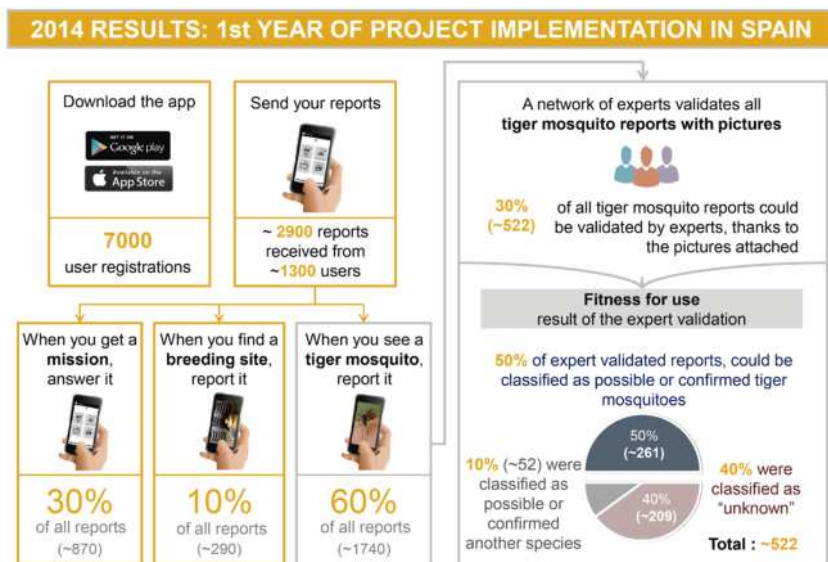 2014 RESULTS: 1st YEAR OF PROJECT IMPLEMENTATION IN SPAIN
Download the app
GET IT ON
Google play
Available on the
App Store
7000
user registrations
Send your reports
~ 2900 reports
received from
~1300 users
When you get a
mission,
answer it
30%
of all reports
(~870)
When you find a
breeding site,
report it
10%
of all reports
(~290)
When you see a
tiger mosquito,
report it
60%
of all reports
(~1740)
A network of experts validates all
tiger mosquito reports with pictures
30%
(~522)
of all tiger mosquito reports could
be validated by experts, thanks to
the pictures attached
Fitness for use
result of the expert validation
50% of expert validated reports, could be
classified as possible or confirmed tiger
mosquitoes
50%
(~261)
10% (~52) were
classified as
possible or
confirmed
another species
40%
(~209)
40% were
classified as
"unknown"
Total : ~522